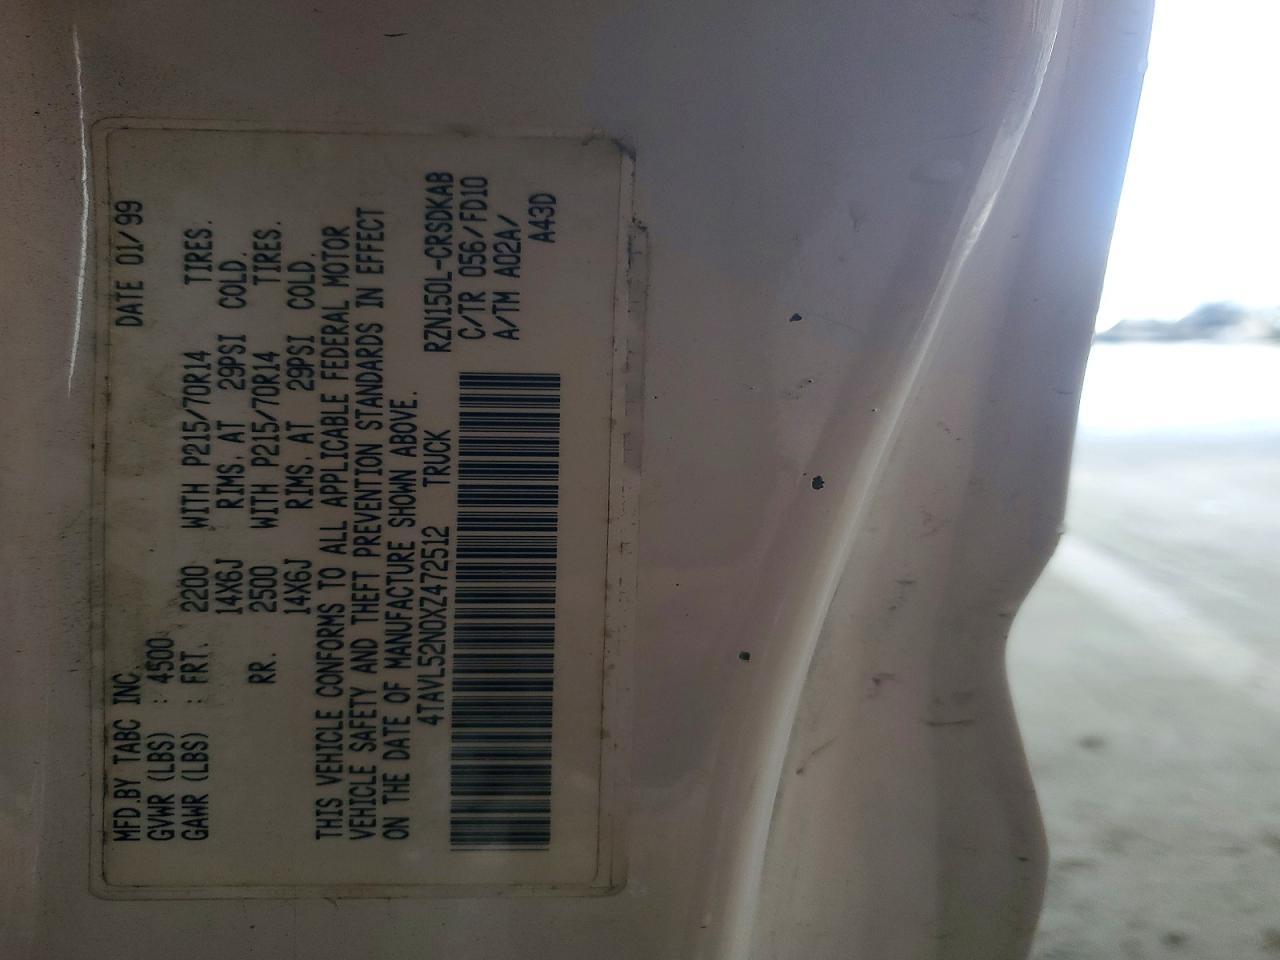 MFD.BY TABC INC. DATE 01/99
GVWR (LBS) : 4500
GAWR (LBS) : FRT. 2200 WITH P215/70R14 TIRES.
14X6J RIMS, AT 29PSI COLD.
RR. 2500 WITH P215/70R14 TIRES.
14X6J RIMS, AT 29PSI COLD.
THIS VEHICLE CONFORMS TO ALL APPLICABLE FEDERAL MOTOR
VEHICLE SAFETY AND THEFT PREVENTION STANDARDS IN EFFECT
ON THE DATE OF MANUFACTURE SHOWN ABOVE.
4TAVL52N0XZ472512 TRUCK RZN150L-CRSDKAB
C/TR 056/FD10
A/TM A02A/
A43D